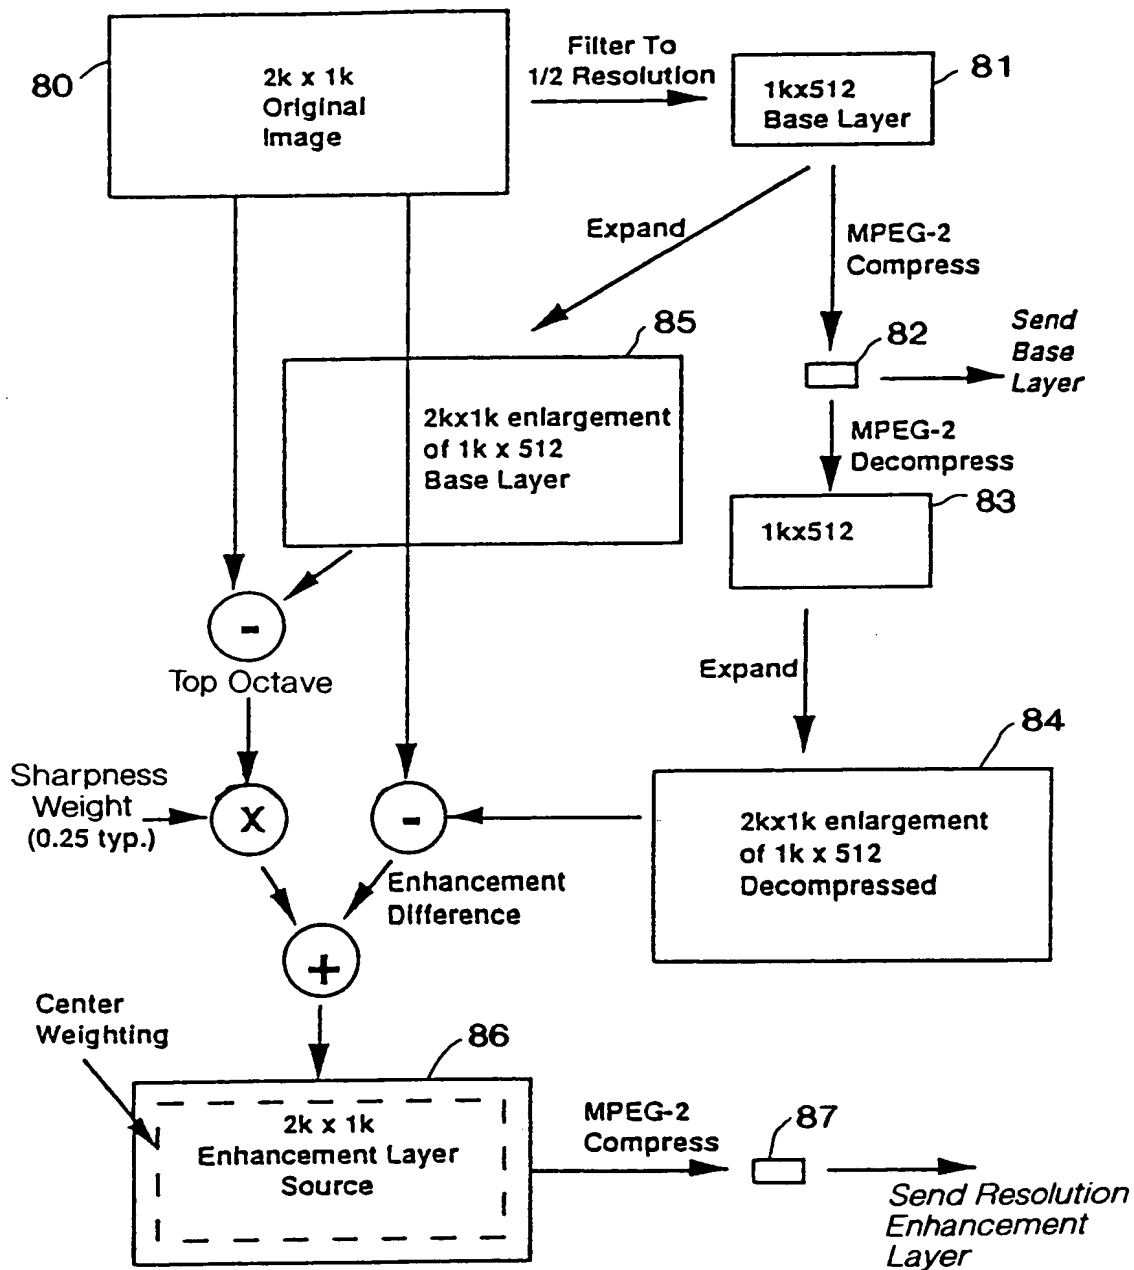 80
2k x 1k
Original
Image
Filter To
1/2 Resolution
81
1kx512
Base Layer
Expand
MPEG-2
Compress
85
82
Send
Base
Layer
2kx1k enlargement
of 1k x 512
Base Layer
MPEG-2
Decompress
83
1kx512
-
Top Octave
Expand
84
Sharpness
Weight
(0.25 typ.)
X
-
2kx1k enlargement
of 1k x 512
Decompressed
Enhancement
Difference
+
Center
Weighting
86
2k x 1k
Enhancement Layer
Source
MPEG-2
Compress
87
Send Resolution
Enhancement
Layer